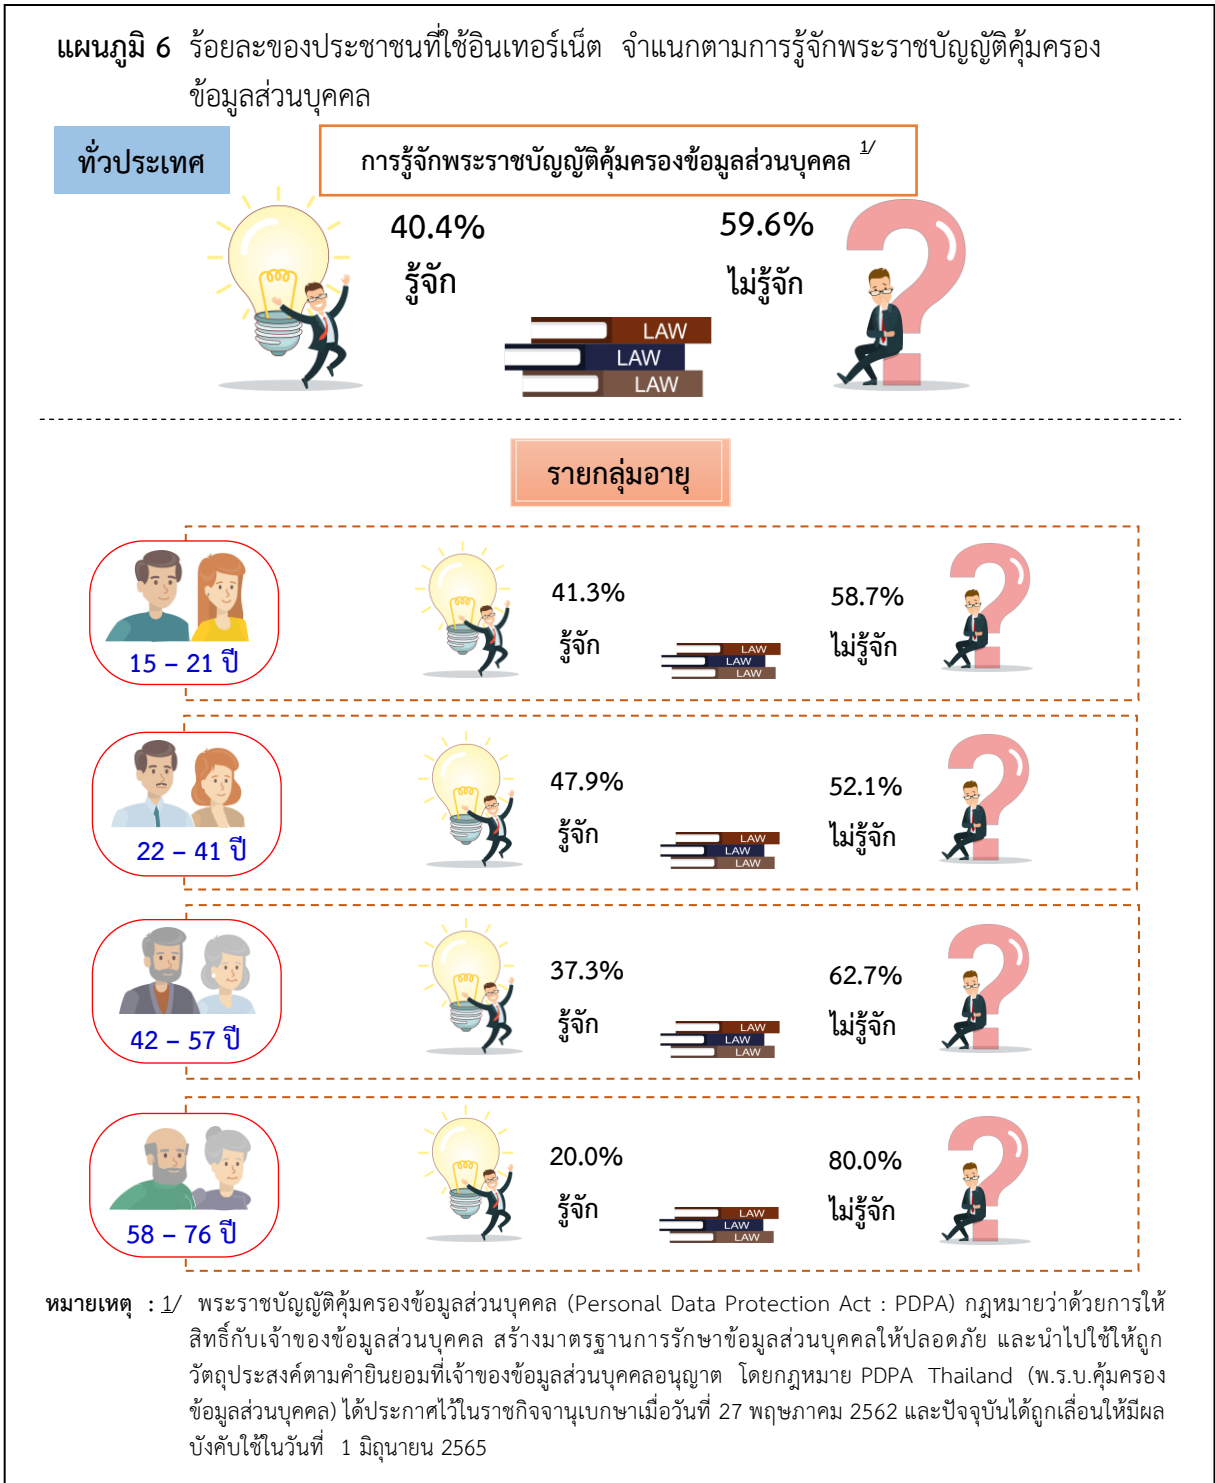 แผนภูมิ 6 ร้อยละของประชาชนที่ใช้อินเทอร์เน็ต จำแนกตามการรู้จักพระราชบัญญัติคุ้มครอง
ข้อมูลส่วนบุคคล
ทั่วประเทศ
การรู้จักพระราชบัญญัติคุ้มครองข้อมูลส่วนบุคคล 1/
40.4%
รู้จัก
59.6%
ไม่รู้จัก
LAW
LAW
LAW
รายกลุ่มอายุ
15 – 21 ปี
41.3%
รู้จัก
LAW
LAW
LAW
58.7%
ไม่รู้จัก
22 – 41 ปี
47.9%
รู้จัก
LAW
LAW
LAW
52.1%
ไม่รู้จัก
42 – 57 ปี
37.3%
รู้จัก
LAW
LAW
LAW
62.7%
ไม่รู้จัก
58 – 76 ปี
20.0%
รู้จัก
LAW
LAW
LAW
80.0%
ไม่รู้จัก
หมายเหตุ : 1/ พระราชบัญญัติคุ้มครองข้อมูลส่วนบุคคล (Personal Data Protection Act : PDPA) กฎหมายว่าด้วยการให้
สิทธิ์กับเจ้าของข้อมูลส่วนบุคคล สร้างมาตรฐานการรักษาข้อมูลส่วนบุคคลให้ปลอดภัย และนำไปใช้ให้ถูก
วัตถุประสงค์ตามคำยินยอมที่เจ้าของข้อมูลส่วนบุคคลอนุญาต โดยกฎหมาย PDPA Thailand (พ.ร.บ.คุ้มครอง
ข้อมูลส่วนบุคคล) ได้ประกาศไว้ในราชกิจจานุเบกษาเมื่อวันที่ 27 พฤษภาคม 2562 และปัจจุบันได้ถูกเลื่อนให้มีผล
บังคับใช้ในวันที่ 1 มิถุนายน 2565